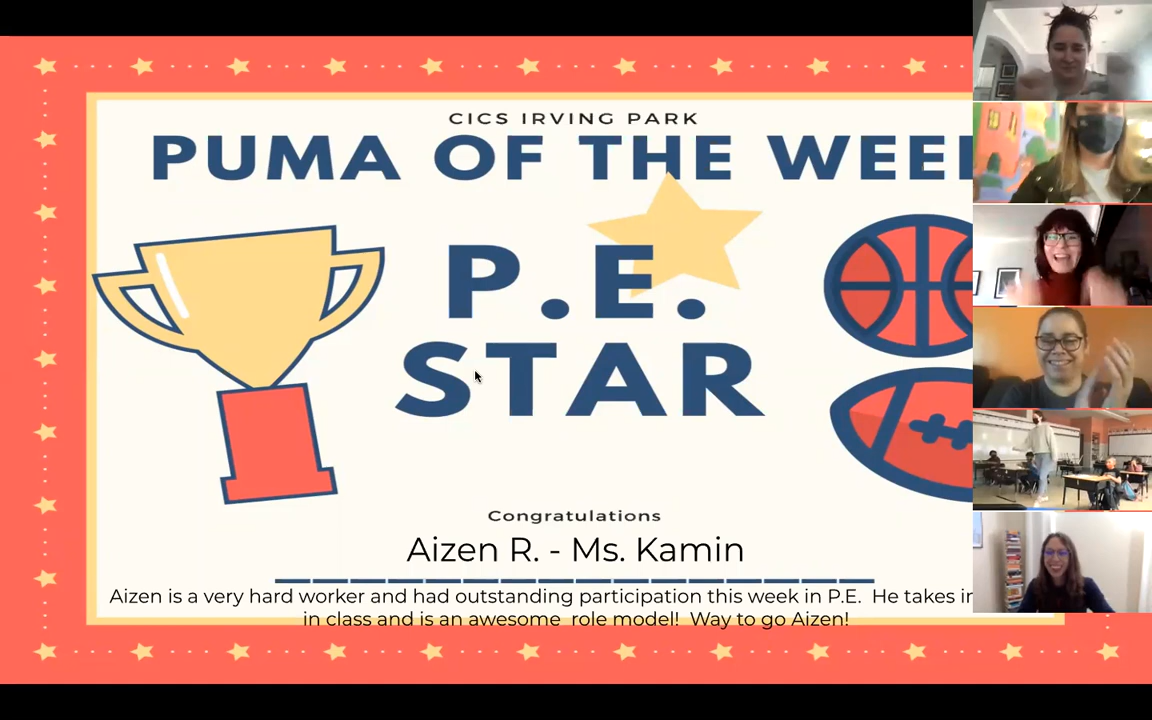 CICS IRVING PARK
PUMA OF THE WEE
P.E.
STAR
Congratulations
Aizen R. - Ms. Kamin
Aizen is a very hard worker and had outstanding participation this week in P.E. He takes in
in class and is an awesome role model! Way to go Aizen!